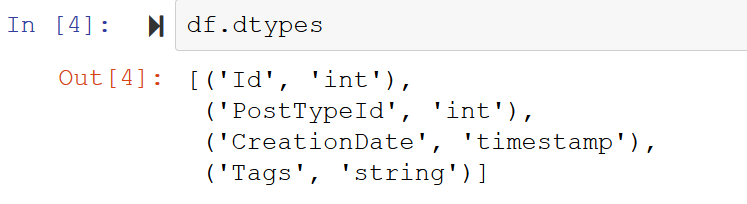 In [4]: df.dtypes
Out[4]: [('Id', 'int'),
('PostTypeId', 'int'),
('CreationDate', 'timestamp'),
('Tags', 'string')]